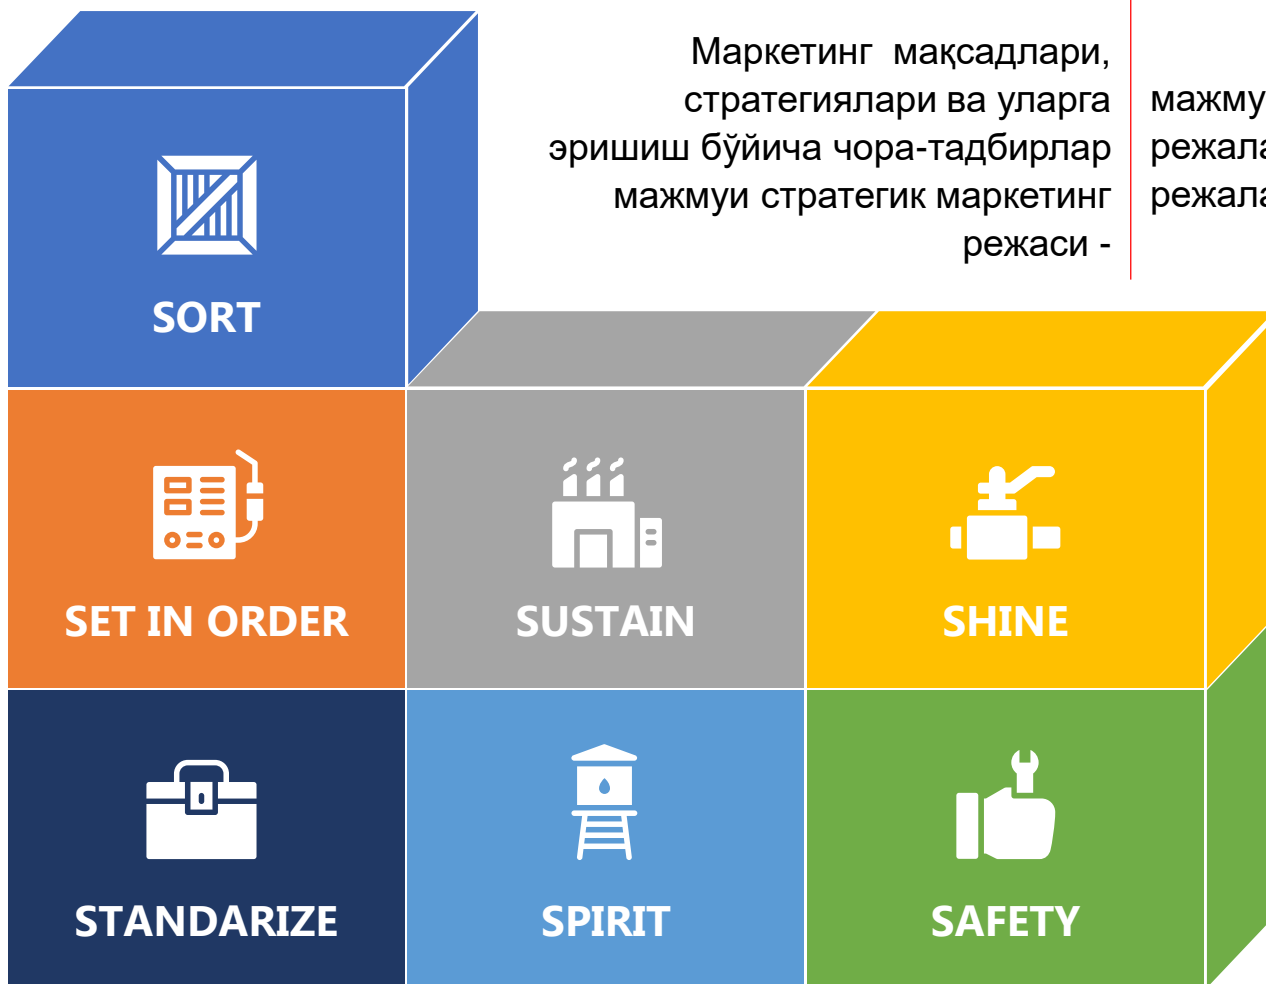 Маркетинг мақсадлари,
стратегиялари ва уларга
эришиш бўйича чора-тадбирлар
мажмуи стратегик маркетинг
режаси -
SORT
SET IN ORDER
SUSTAIN
SHINE
STANDARIZE
SPIRIT
SAFETY